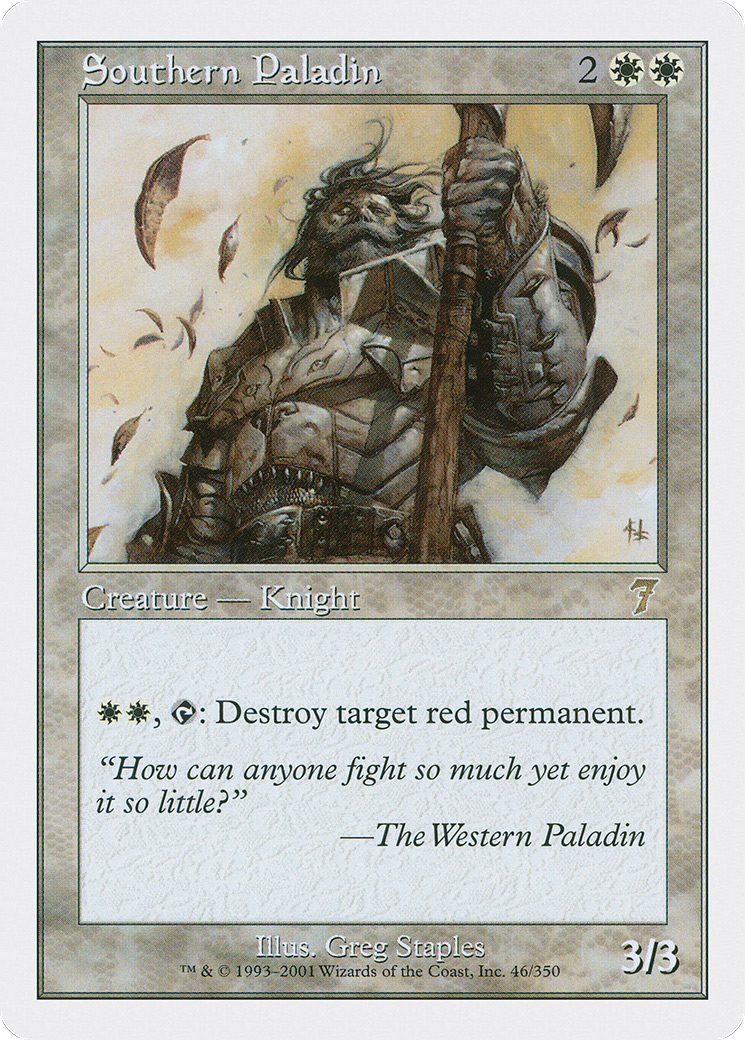 Southern Paladin 2
Creature — Knight 7
, : Destroy target red permanent.
“How can anyone fight so much yet enjoy
it so little?”
—The Western Paladin
Illus. Greg Staples
™ & © 1993–2001 Wizards of the Coast, Inc. 46/350
3/3